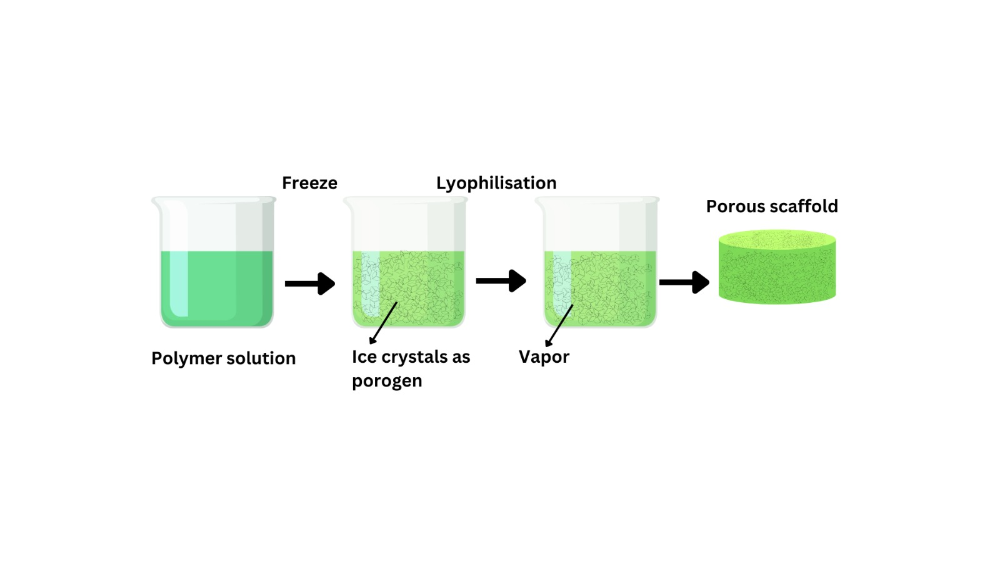 Freeze
Lyophilisation
Porous scaffold
Polymer solution
Ice crystals as
porogen
Vapor